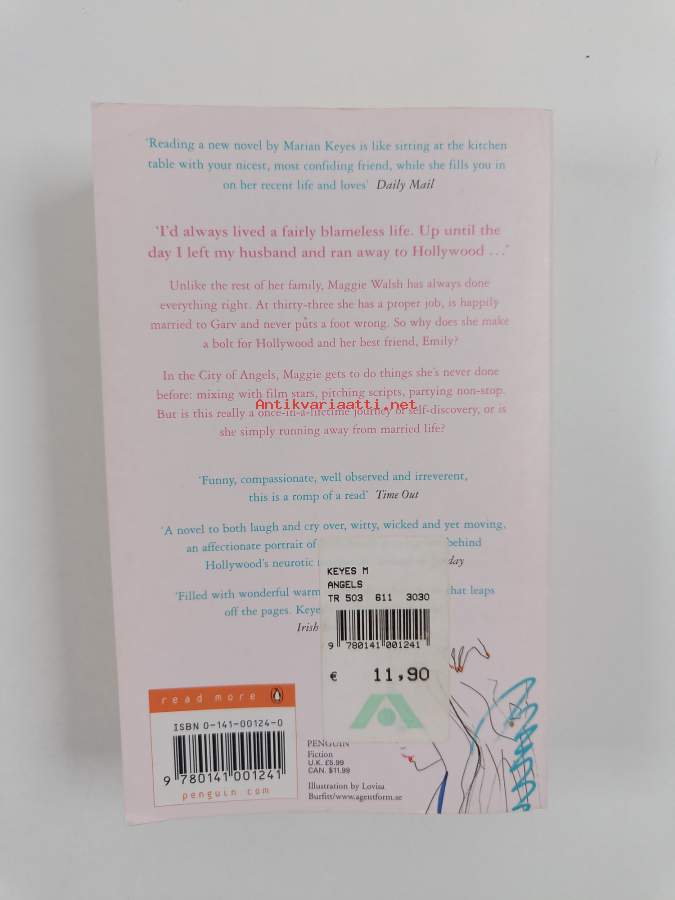 'Reading a new novel by Marian Keyes is like sitting at the kitchen
table with your nicest, most confiding friend, while she fills you in
on her recent life and loves' Daily Mail
'I'd always lived a fairly blameless life. Up until the
day I left my husband and ran away to Hollywood ...'
Unlike the rest of her family, Maggie Walsh has always done
everything right. At thirty-three she has a proper job, is happily
married to Garv and never puts a foot wrong. So why does she make
a bolt for Hollywood and her best friend, Emily?
In the City of Angels, Maggie gets to do things she's never done
before: mixing with film stars, pitching scripts, partying non-stop.
Antikvariaatti.net
But is this really a once-in-a-lifetime journey of self-discovery, or is
she simply running away from married life?
'Funny, compassionate, well observed and irreverent,
this is a romp of a read' Time Out
'A novel to both laugh and cry over, witty, wicked and yet moving,
an affectionate portrait of behind
Hollywood's neurotic
'Filled with wonderful warm that leaps
off the pages. Keye
Irish
KEYES M
ANGELS
TR 503 611 3030
9 780141 001241
€ 11,90
read more
ISBN 0-141-00124-0
9 780141 001241
penguin.com
PENGUIN
Fiction
U.K. £6.99
CAN. $11.99
Illustration by Lovisa
Burfitt/www.agentform.se